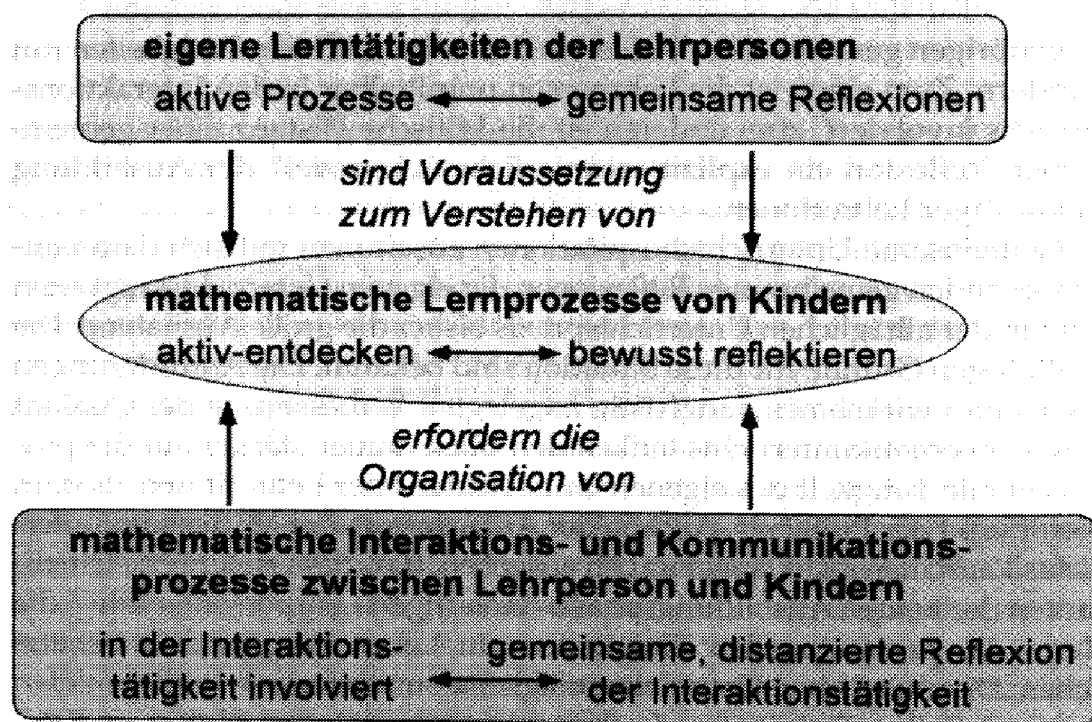 eigene Lerntätigkeiten der Lehrpersonen
aktive Prozesse gemeinsame Reflexionen
sind Voraussetzung
zum Verstehen von
mathematische Lernprozesse von Kindern
aktiv-entdecken bewusst reflektieren
erfordern die
Organisation von
mathematische Interaktions- und Kommunikations-
prozesse zwischen Lehrperson und Kindern
in der Interaktions- gemeinsame, distanzierte Reflexion
tätigkeit involviert der Interaktionstätigkeit